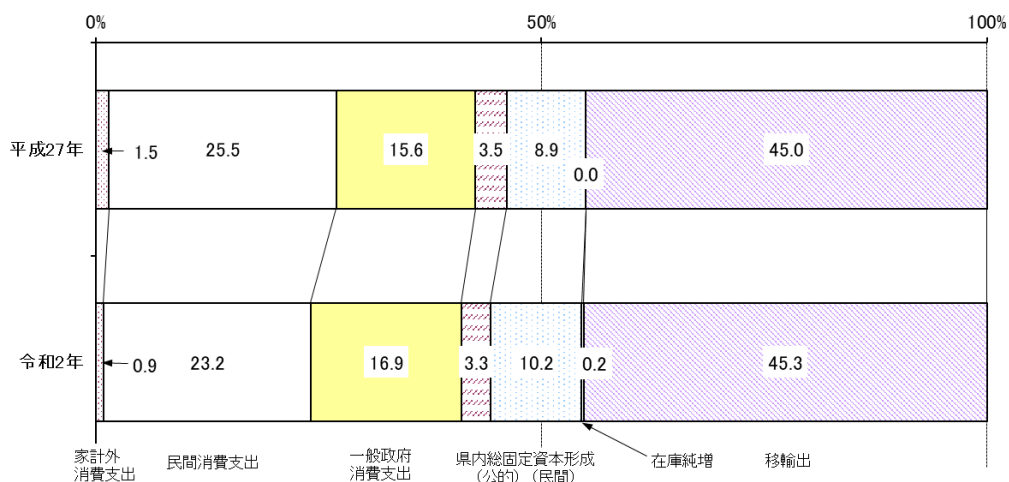 0% 50% 100%
平成27年 1.5 25.5 15.6 3.5 8.9 0.0 45.0
令和2年 0.9 23.2 16.9 3.3 10.2 0.2 45.3
家計外
消費支出
民間消費支出
一般政府
消費支出
県内総固定資本形成
(公的) (民間)
在庫純増
移輸出